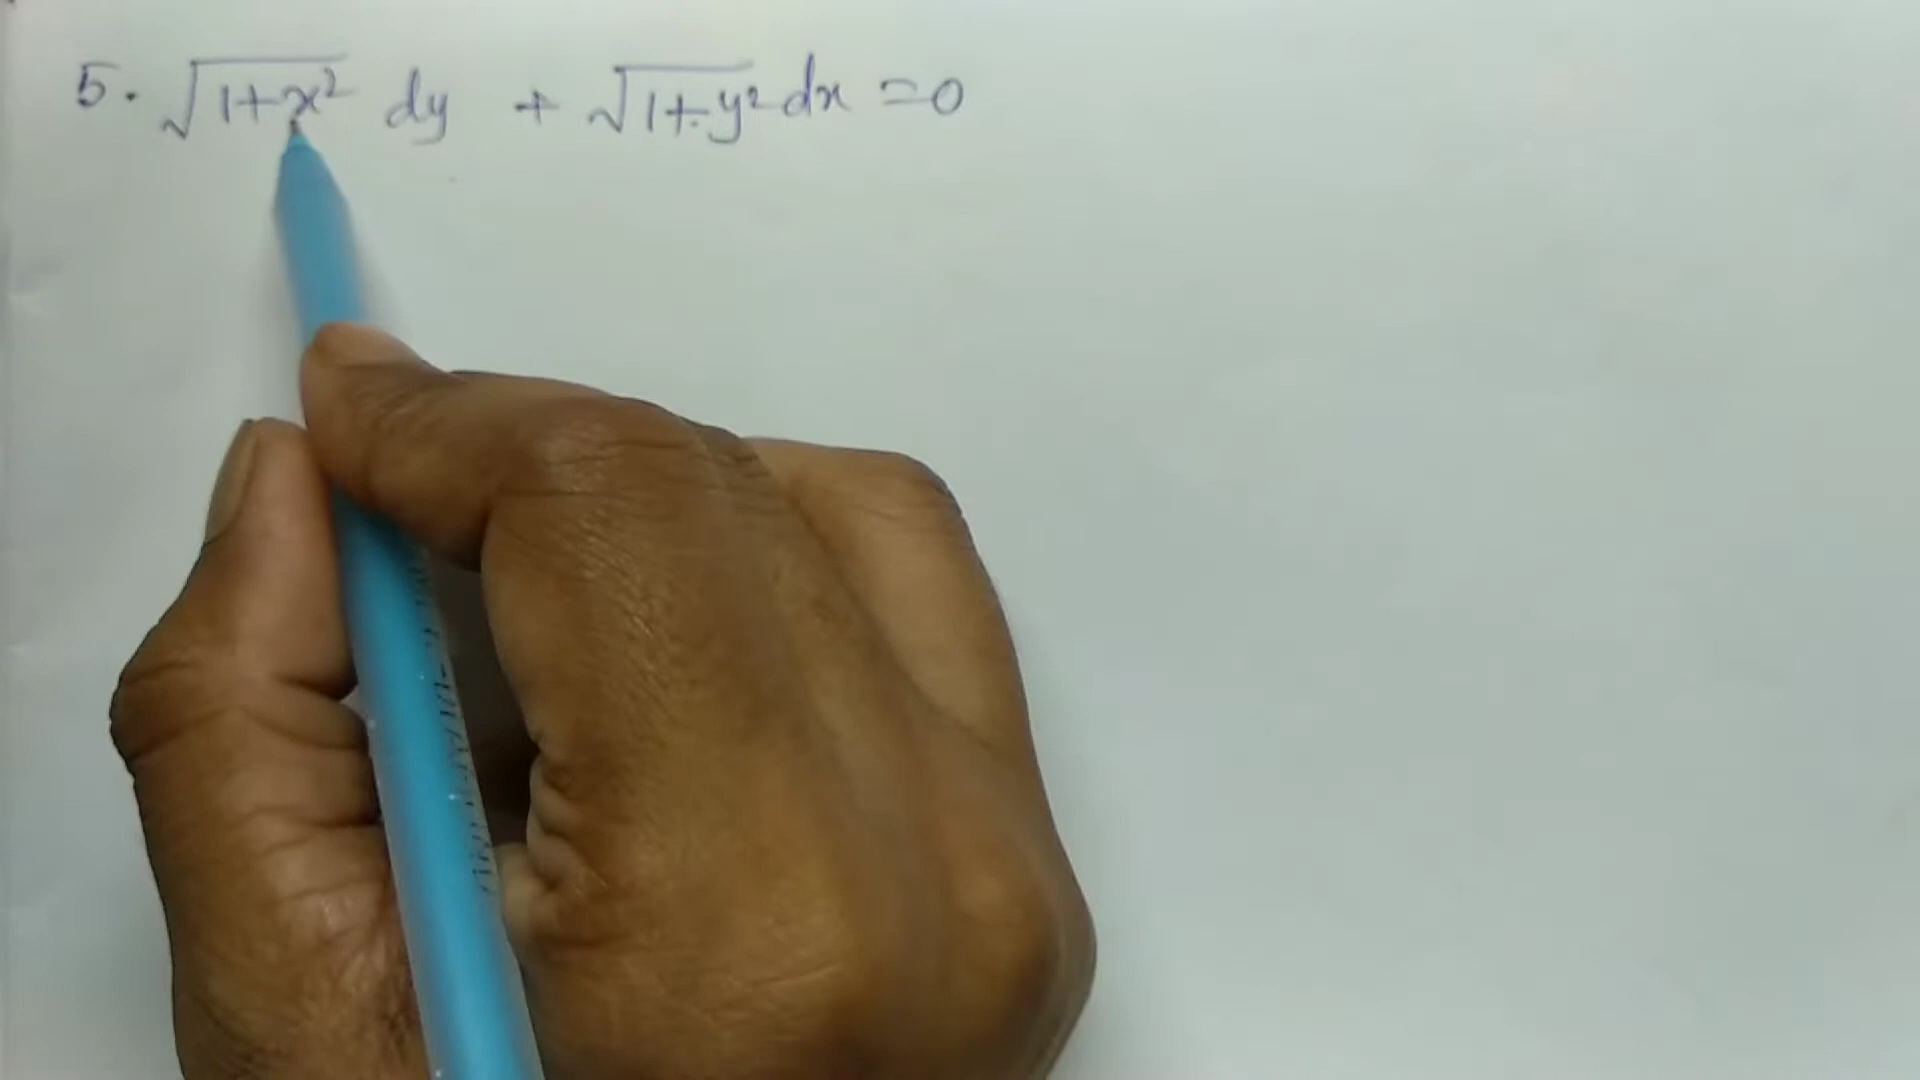 5. √(1+x²) dy + √(1+y²) dx = 0